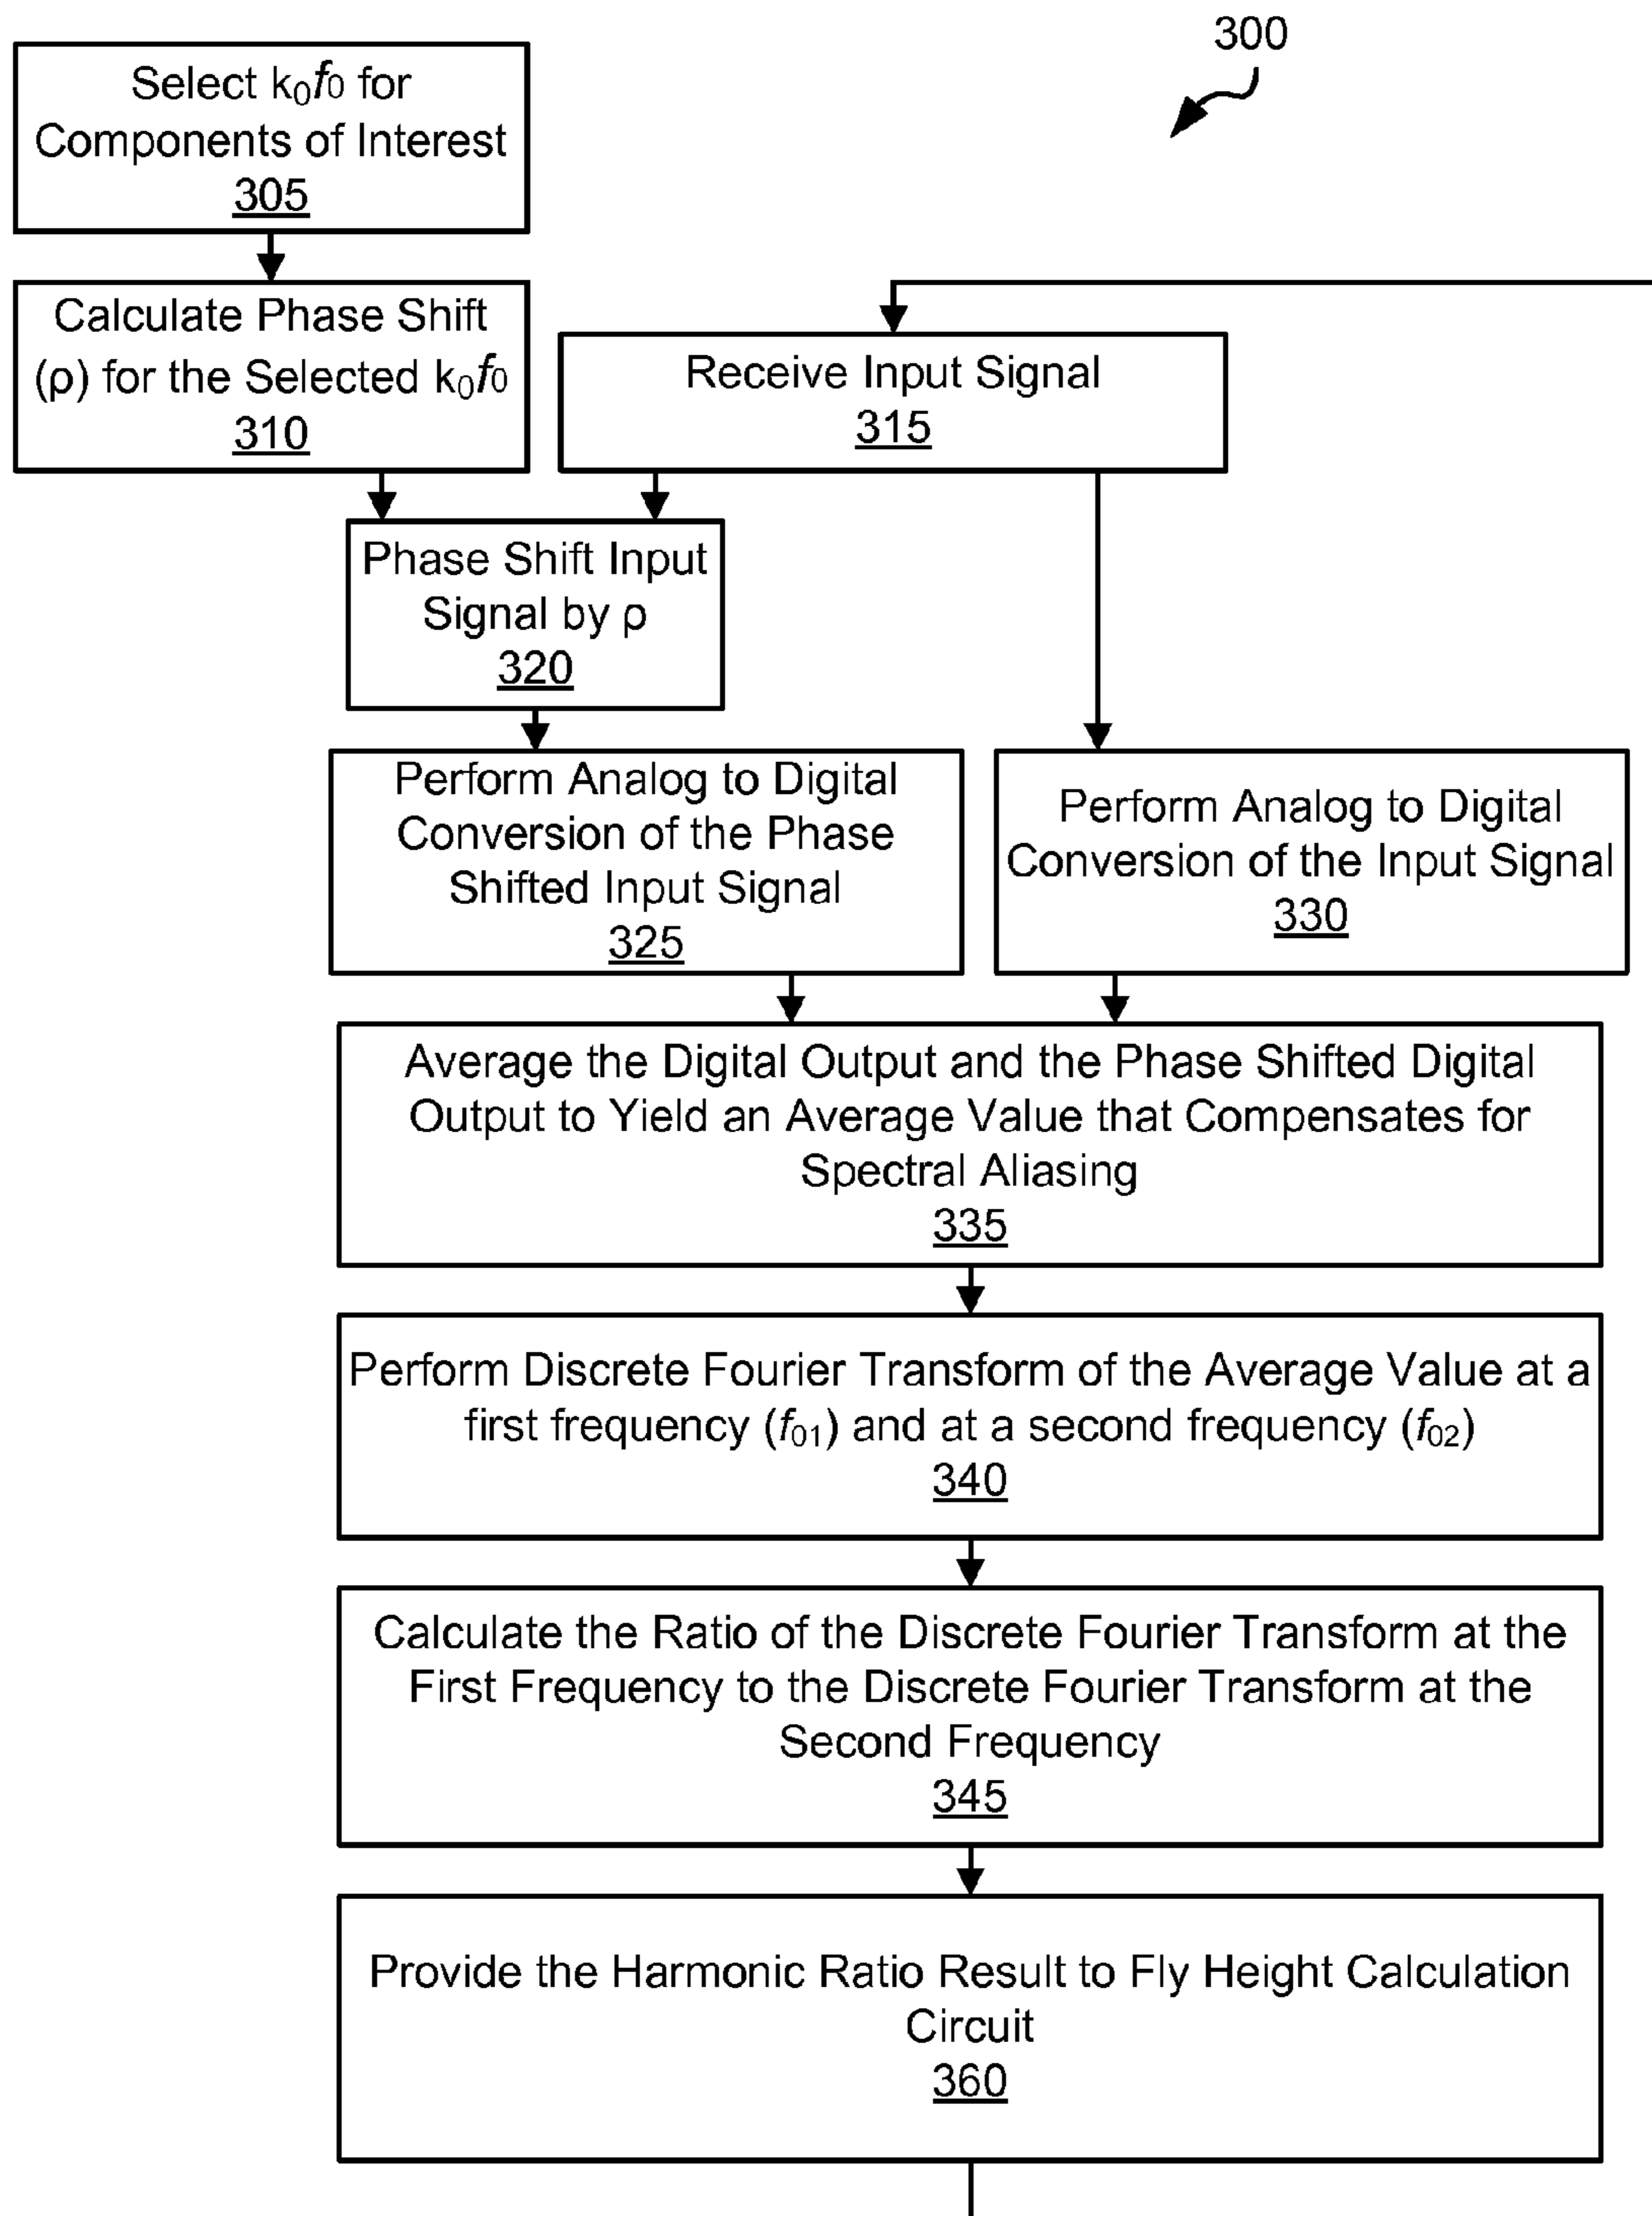 300
Select k₀f₀ for
Components of Interest
305
Calculate Phase Shift
(ρ) for the Selected k₀f₀
310
Receive Input Signal
315
Phase Shift Input
Signal by ρ
320
Perform Analog to Digital
Conversion of the Phase
Shifted Input Signal
325
Perform Analog to Digital
Conversion of the Input Signal
330
Average the Digital Output and the Phase Shifted Digital
Output to Yield an Average Value that Compensates for
Spectral Aliasing
335
Perform Discrete Fourier Transform of the Average Value at a
first frequency (f₀₁) and at a second frequency (f₀₂)
340
Calculate the Ratio of the Discrete Fourier Transform at the
First Frequency to the Discrete Fourier Transform at the
Second Frequency
345
Provide the Harmonic Ratio Result to Fly Height Calculation
Circuit
360